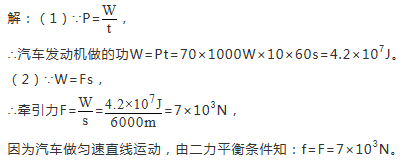 解：（1）∵P=W/t，
∴汽车发动机做的功W=Pt=70×1000W×10×60s=4.2×10⁷J。
（2）∵W=Fs，
∴牵引力F=W/s=4.2×10⁷J/6000m=7×10³N，
因为汽车做匀速直线运动，由二力平衡条件知：f=F=7×10³N。